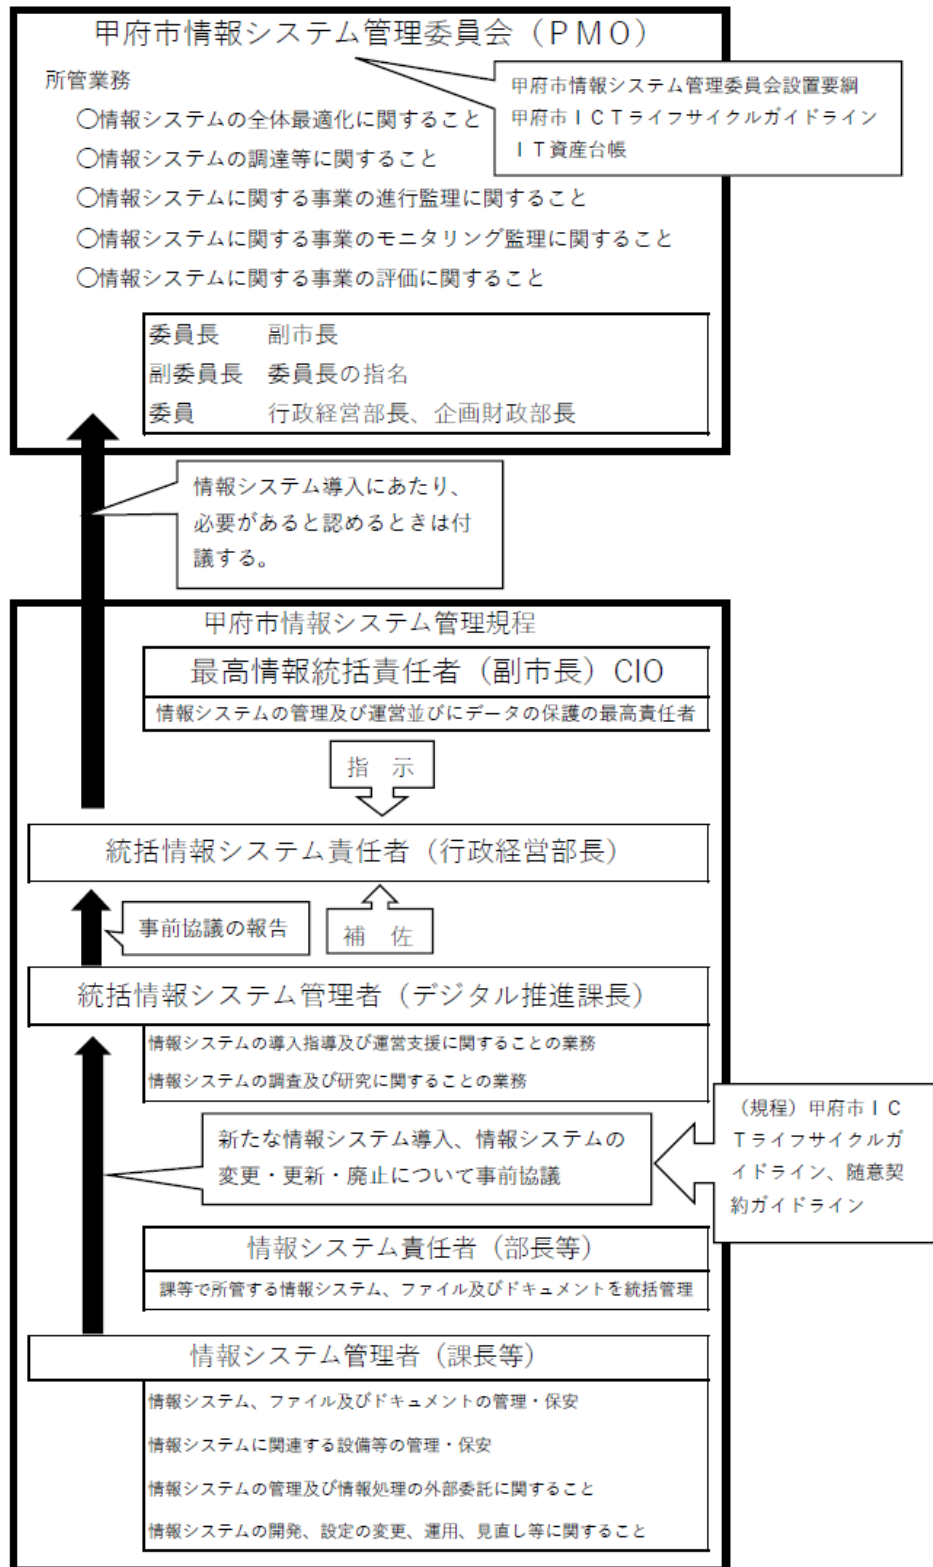 甲府市情報システム管理委員会（ＰＭＯ）
所管業務
〇情報システムの全体最適化に関すること
〇情報システムの調達等に関すること
〇情報システムに関する事業の進行監理に関すること
〇情報システムに関する事業のモニタリング監理に関すること
〇情報システムに関する事業の評価に関すること
甲府市情報システム管理委員会設置要綱
甲府市ＩＣＴライフサイクルガイドライン
ＩＴ資産台帳
委員長　　副市長
副委員長　委員長の指名
委員　　　行政経営部長、企画財政部長
情報システム導入にあたり、
必要があると認めるときは付
議する。
甲府市情報システム管理規程
最高情報統括責任者（副市長）CIO
情報システムの管理及び運営並びにデータの保護の最高責任者
指　示
統括情報システム責任者（行政経営部長）
事前協議の報告
補　佐
統括情報システム管理者（デジタル推進課長）
情報システムの導入指導及び運営支援に関することの業務
情報システムの調査及び研究に関することの業務
新たな情報システム導入、情報システムの
変更・更新・廃止について事前協議
（規程）甲府市ＩＣ
Ｔライフサイクルガ
イドライン、随意契
約ガイドライン
情報システム責任者（部長等）
課等で所管する情報システム、ファイル及びドキュメントを統括管理
情報システム管理者（課長等）
情報システム、ファイル及びドキュメントの管理・保安
情報システムに関連する設備等の管理・保安
情報システムの管理及び情報処理の外部委託に関すること
情報システムの開発、設定の変更、運用、見直し等に関すること